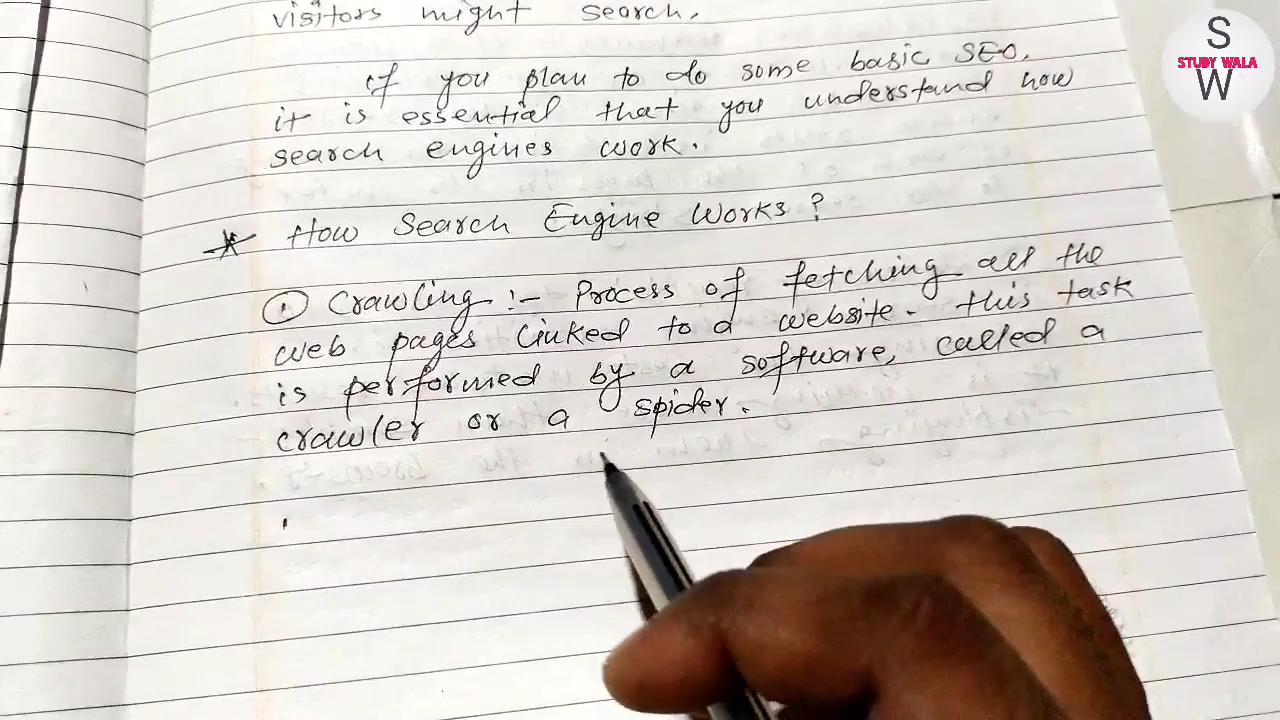 visitors might search.
if you plan to do some basic SEO,
it is essential that you understand how
search engines work.
* How Search Engine Works?
① Crawling :- Process of fetching all the
web pages linked to a website. This task
is performed by a software, called a
crawler or a spider.
S
STUDY WALA
W